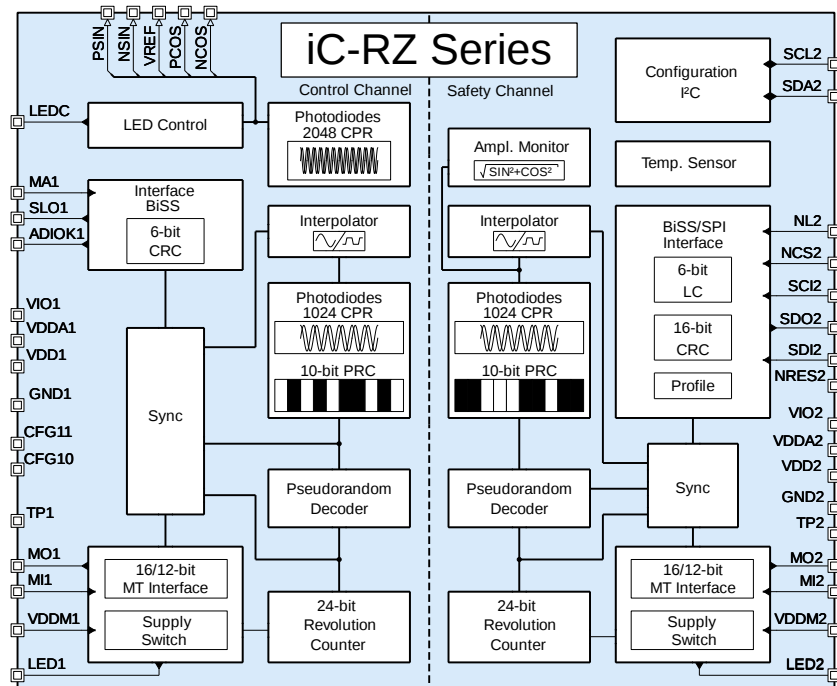 PSIN
NSIN
VREF
PCOS
NCOS
iC-RZ Series
Control Channel
Safety Channel
LEDC
LED Control
Photodiodes
2048 CPR
Ampl. Monitor
√SIN²+COS²
Configuration
I²C
SCL2
SDA2
Temp. Sensor
MA1
SLO1
ADIOK1
Interface
BiSS
6-bit
CRC
Interpolator
Interpolator
BiSS/SPI
Interface
6-bit
LC
16-bit
CRC
Profile
NL2
NCS2
SCI2
SDO2
SDI2
NRES2
VIO1
VDDA1
VDD1
GND1
CFG11
CFG10
TP1
Sync
Photodiodes
1024 CPR
10-bit PRC
Photodiodes
1024 CPR
10-bit PRC
VIO2
VDDA2
VDD2
GND2
TP2
Pseudorandom
Decoder
Pseudorandom
Decoder
Sync
MO1
MI1
VDDM1
LED1
16/12-bit
MT Interface
Supply
Switch
24-bit
Revolution
Counter
24-bit
Revolution
Counter
16/12-bit
MT Interface
Supply
Switch
MO2
MI2
VDDM2
LED2